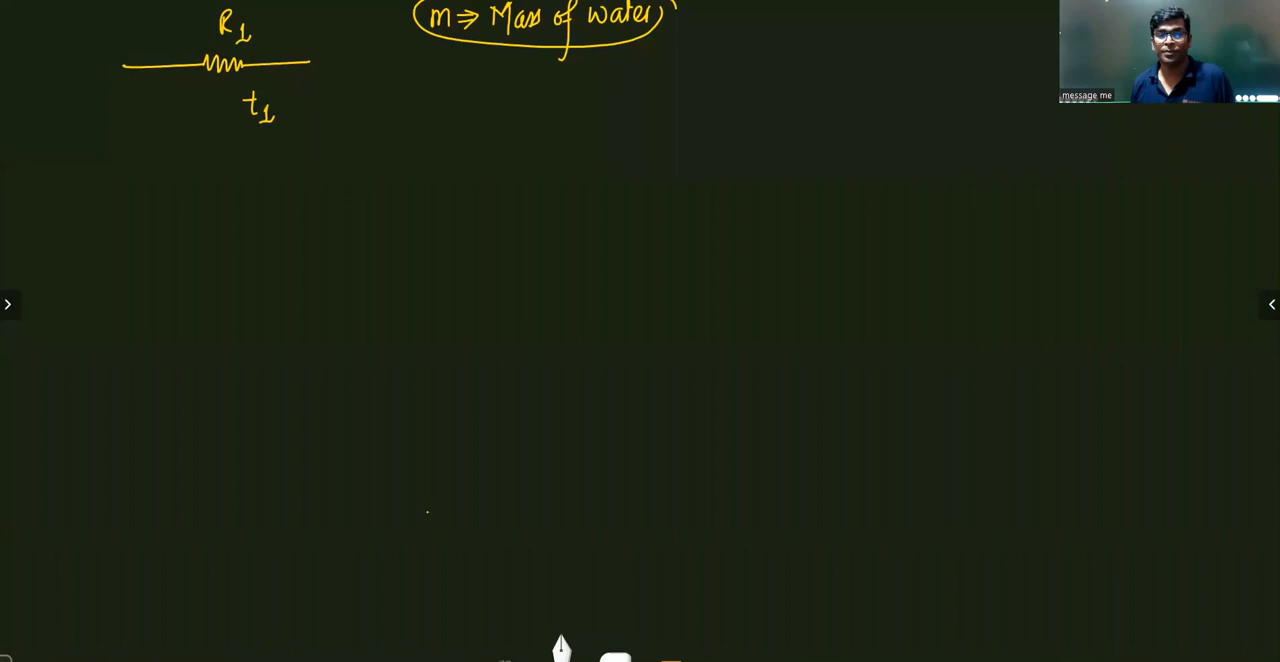 R1
(m ⇒ Mass of water)
t1
message me